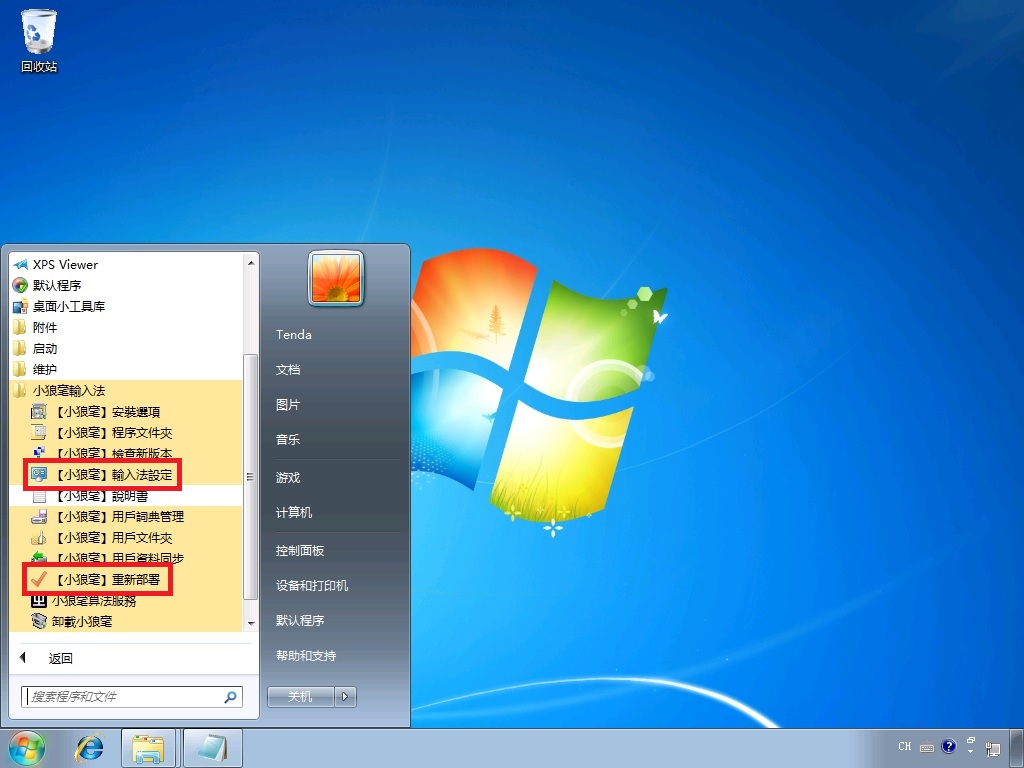 回收站
XPS Viewer
默认程序
桌面小工具库
附件
启动
维护
小狼毫輸入法
【小狼毫】安裝選項
【小狼毫】程序文件夾
【小狼毫】檢查新版本
【小狼毫】輸入法設定
【小狼毫】說明書
【小狼毫】用戶詞典管理
【小狼毫】用戶文件夾
【小狼毫】用戶資料同步
【小狼毫】重新部署
小狼毫算法服務
卸載小狼毫
返回
搜索程序和文件
Tenda
文档
图片
音乐
游戏
计算机
控制面板
设备和打印机
默认程序
帮助和支持
关机
CH